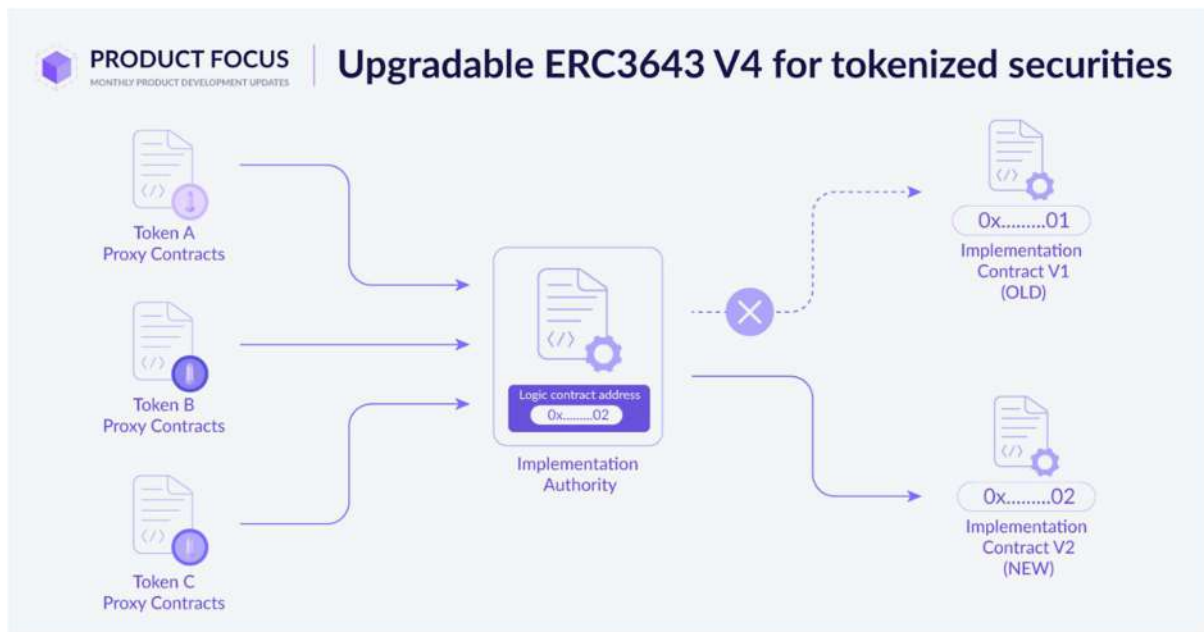 PRODUCT FOCUS
MONTHLY PRODUCT DEVELOPMENT UPDATES
Upgradable ERC3643 V4 for tokenized securities
</>
Token A
Proxy Contracts
</>
Token B
Proxy Contracts
</>
Token C
Proxy Contracts
</>
Logic contract address
0x.........02
Implementation
Authority
</>
0x.........01
Implementation
Contract V1
(OLD)
</>
0x.........02
Implementation
Contract V2
(NEW)